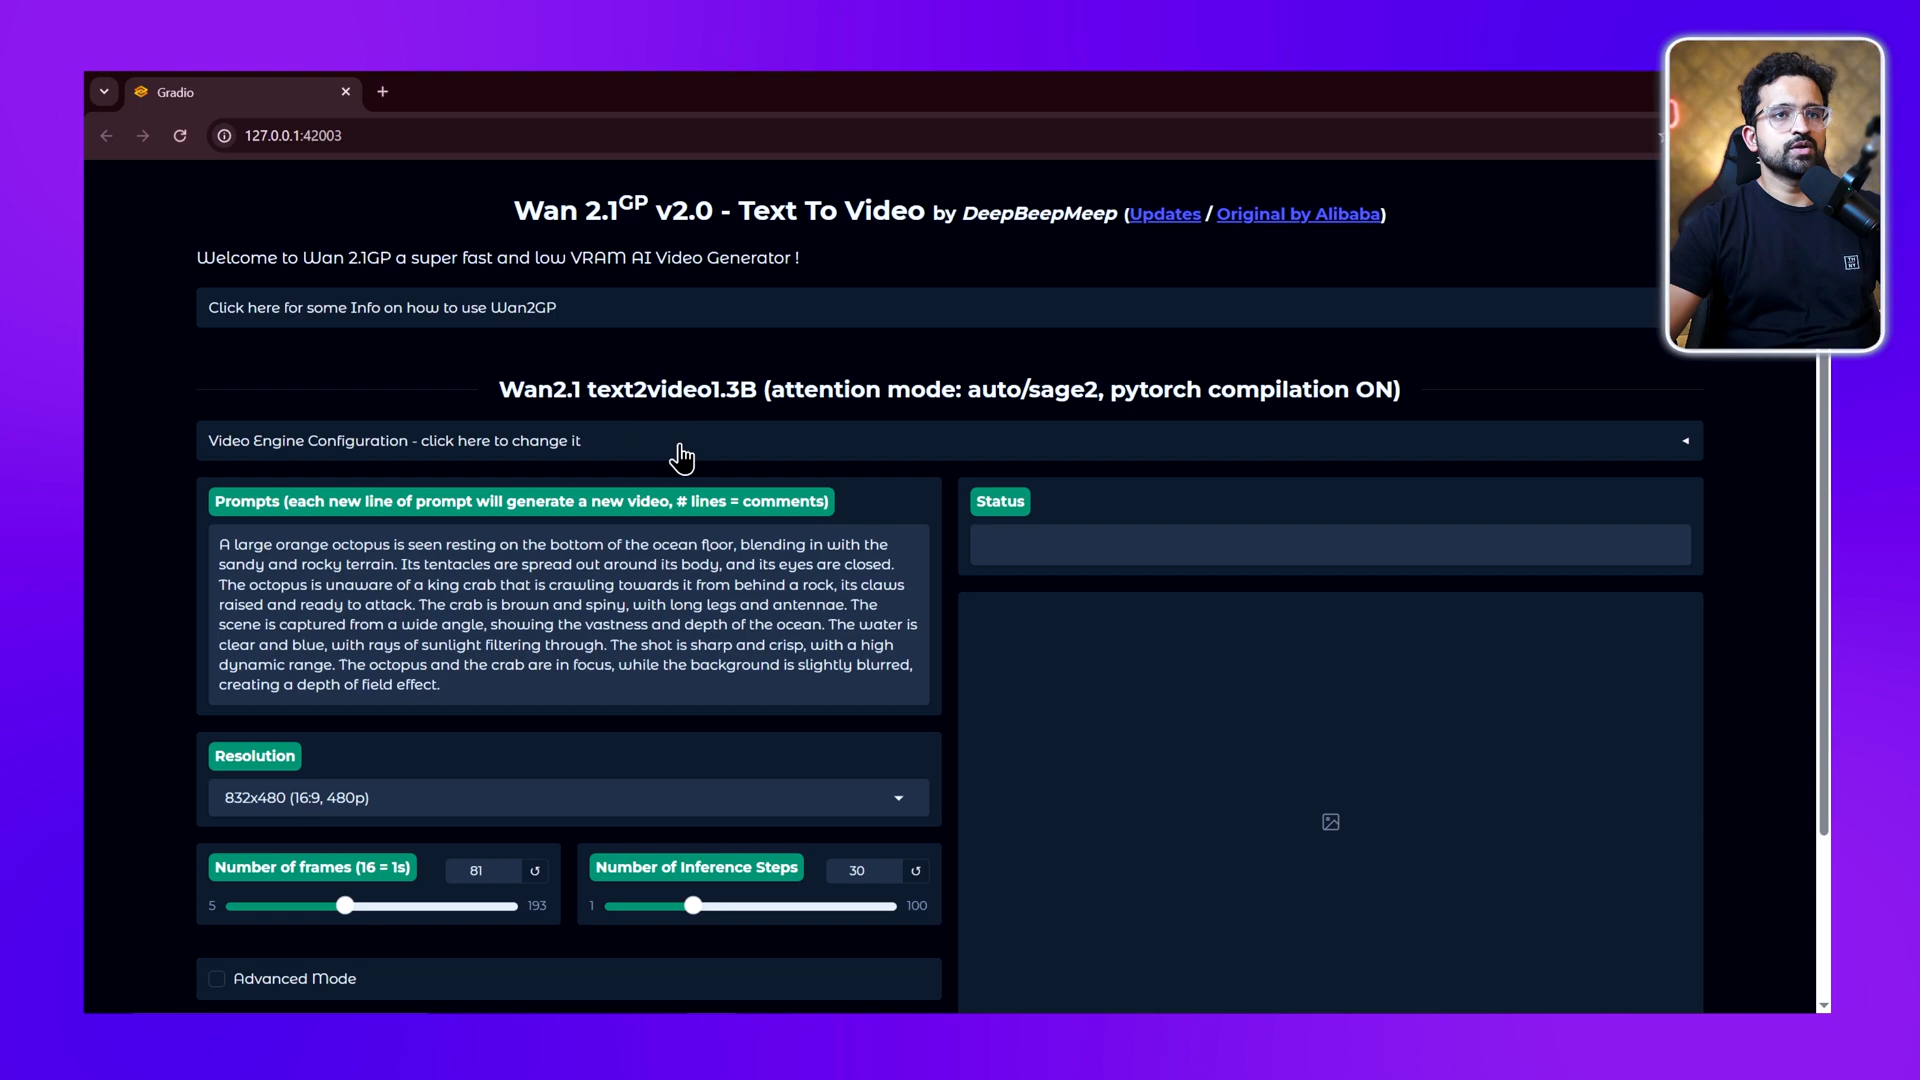 Gradio
127.0.0.1:42003
Wan 2.1GP v2.0 - Text To Video by DeepBeepMeep (Updates / Original by Alibaba)
Welcome to Wan 2.1GP a super fast and low VRAM AI Video Generator !
Click here for some Info on how to use Wan2GP
Wan2.1 text2video1.3B (attention mode: auto/sage2, pytorch compilation ON)
Video Engine Configuration - click here to change it
Prompts (each new line of prompt will generate a new video, # lines = comments)
A large orange octopus is seen resting on the bottom of the ocean floor, blending in with the
sandy and rocky terrain. Its tentacles are spread out around its body, and its eyes are closed.
The octopus is unaware of a king crab that is crawling towards it from behind a rock, its claws
raised and ready to attack. The crab is brown and spiny, with long legs and antennae. The
scene is captured from a wide angle, showing the vastness and depth of the ocean. The water is
clear and blue, with rays of sunlight filtering through. The shot is sharp and crisp, with a high
dynamic range. The octopus and the crab are in focus, while the background is slightly blurred,
creating a depth of field effect.
Status
Resolution
832x480 (16:9, 480p)
Number of frames (16 = 1s)
81
5
193
Number of Inference Steps
30
1
100
Advanced Mode